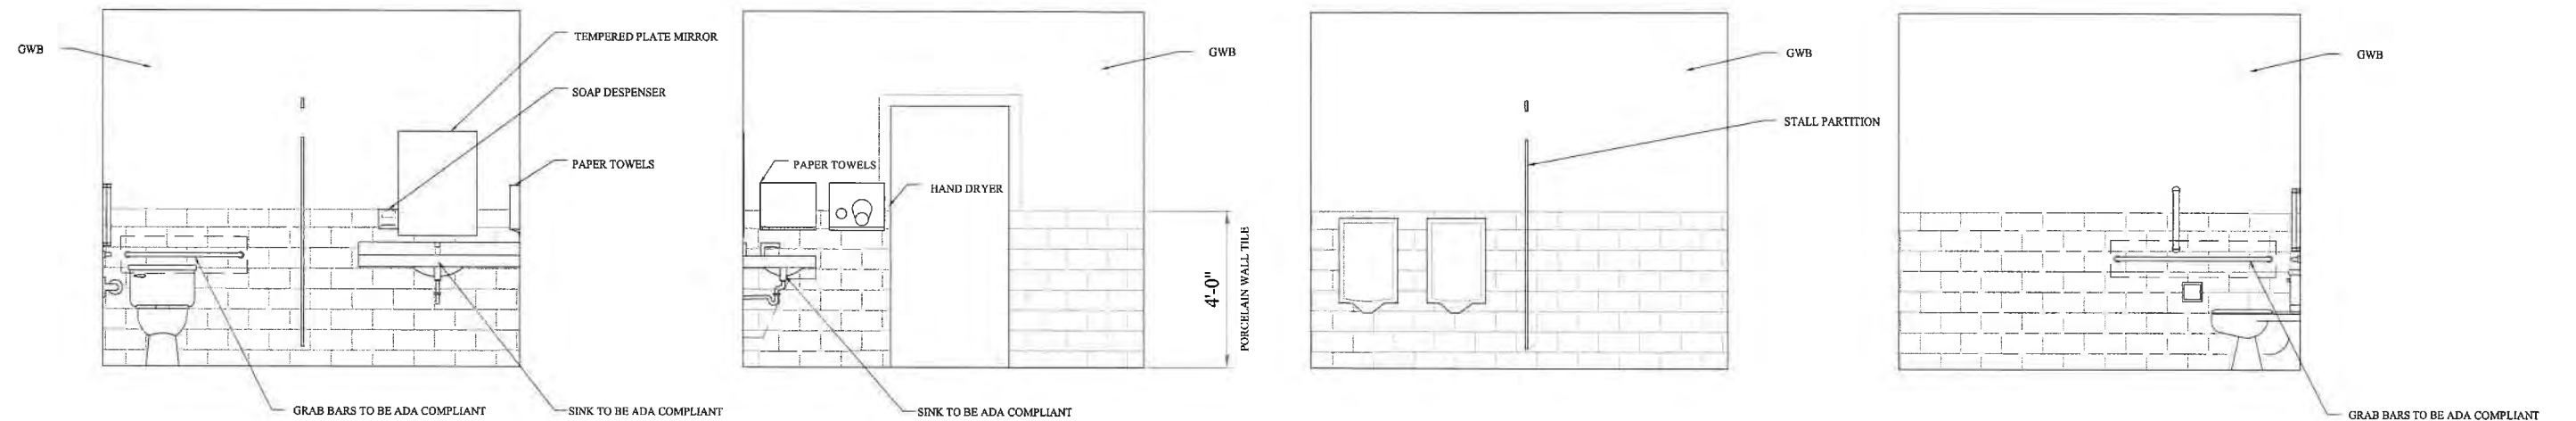 GWB
TEMPERED PLATE MIRROR
SOAP DESPENSER
PAPER TOWELS
GRAB BARS TO BE ADA COMPLIANT
SINK TO BE ADA COMPLIANT
GWB
PAPER TOWELS
HAND DRYER
4'-0"
PORCELAIN WALL TILE
SINK TO BE ADA COMPLIANT
GWB
STALL PARTITION
GWB
GRAB BARS TO BE ADA COMPLIANT